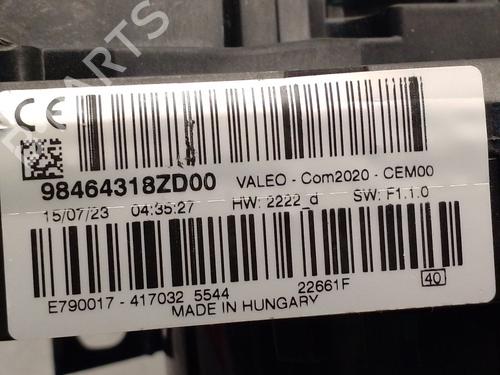 CE
98464318ZD00 VALEO - Com2020 - CEM00
15/07/23 04:35:27 HW: 2222_d SW: F1.1.0
E790017 - 417032 5544 22661F 40
MADE IN HUNGARY